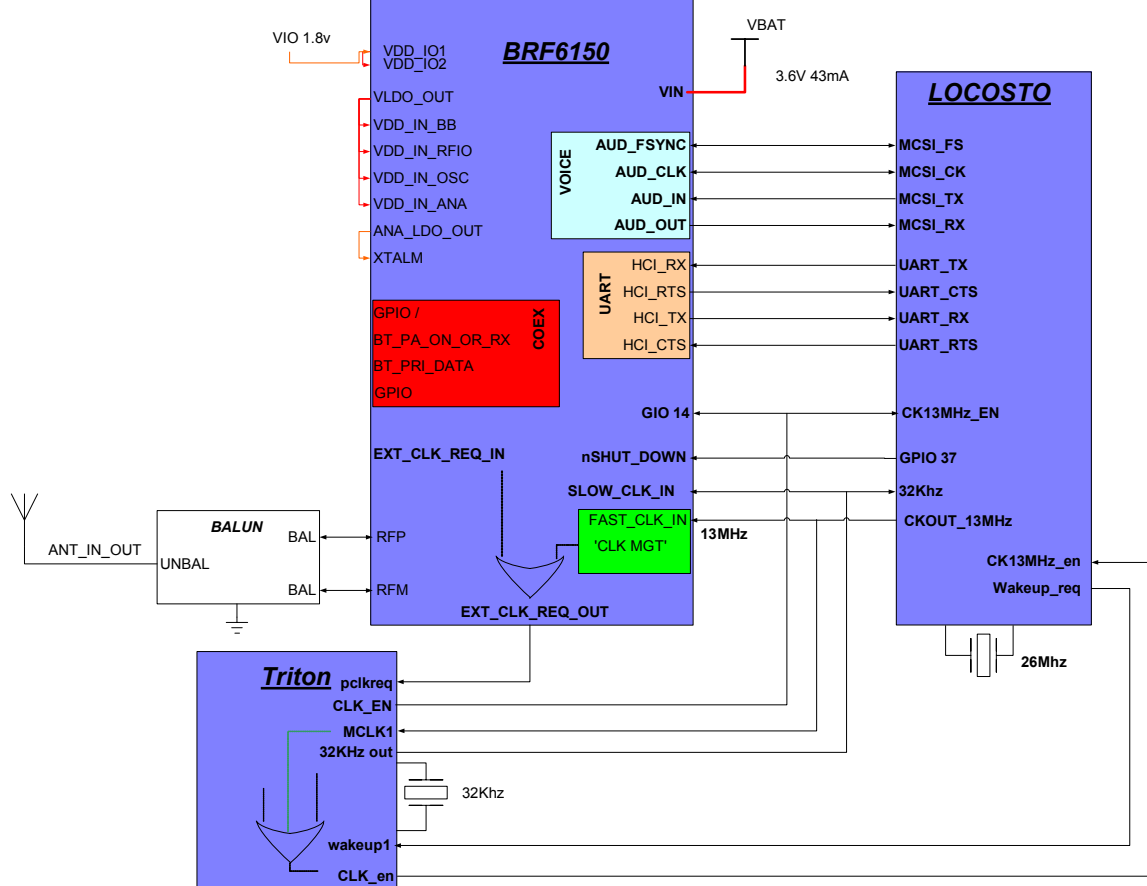 VIO 1.8v
VDD_IO1
VDD_IO2
BRF6150
VBAT
3.6V 43mA
VIN
LOCOSTO
VLDO_OUT
VDD_IN_BB
VDD_IN_RFIO
VDD_IN_OSC
VDD_IN_ANA
ANA_LDO_OUT
XTALM
VOICE
AUD_FSYNC
AUD_CLK
AUD_IN
AUD_OUT
MCSI_FS
MCSI_CK
MCSI_TX
MCSI_RX
UART
HCI_RX
HCI_RTS
HCI_TX
HCI_CTS
UART_TX
UART_CTS
UART_RX
UART_RTS
GPIO /
BT_PA_ON_OR_RX
BT_PRI_DATA
GPIO
COEX
GIO 14
CK13MHz_EN
EXT_CLK_REQ_IN
nSHUT_DOWN
GPIO 37
SLOW_CLK_IN
32Khz
FAST_CLK_IN
'CLK MGT'
13MHz
CKOUT_13MHz
CK13MHz_en
Wakeup_req
26Mhz
BALUN
ANT_IN_OUT
UNBAL
BAL
BAL
RFP
RFM
EXT_CLK_REQ_OUT
Triton
pclkreq
CLK_EN
MCLK1
32KHz out
32Khz
wakeup1
CLK_en